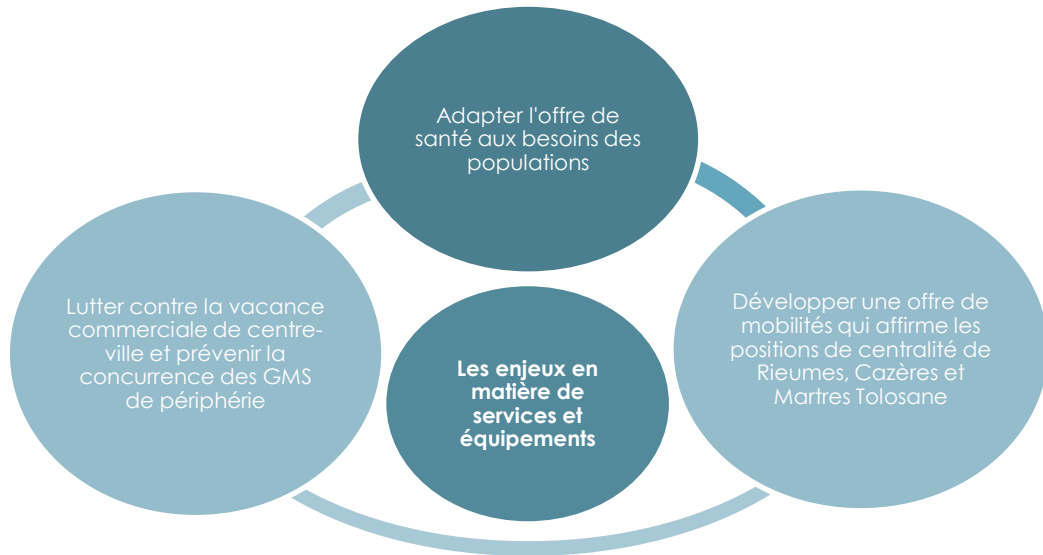 Adapter l'offre de
santé aux besoins des
populations
Lutter contre la vacance
commerciale de centre-
ville et prévenir la
concurrence des GMS
de périphérie
Les enjeux en
matière de
services et
équipements
Développer une offre de
mobilités qui affirme les
positions de centralité de
Rieumes, Cazères et
Martres Tolosane